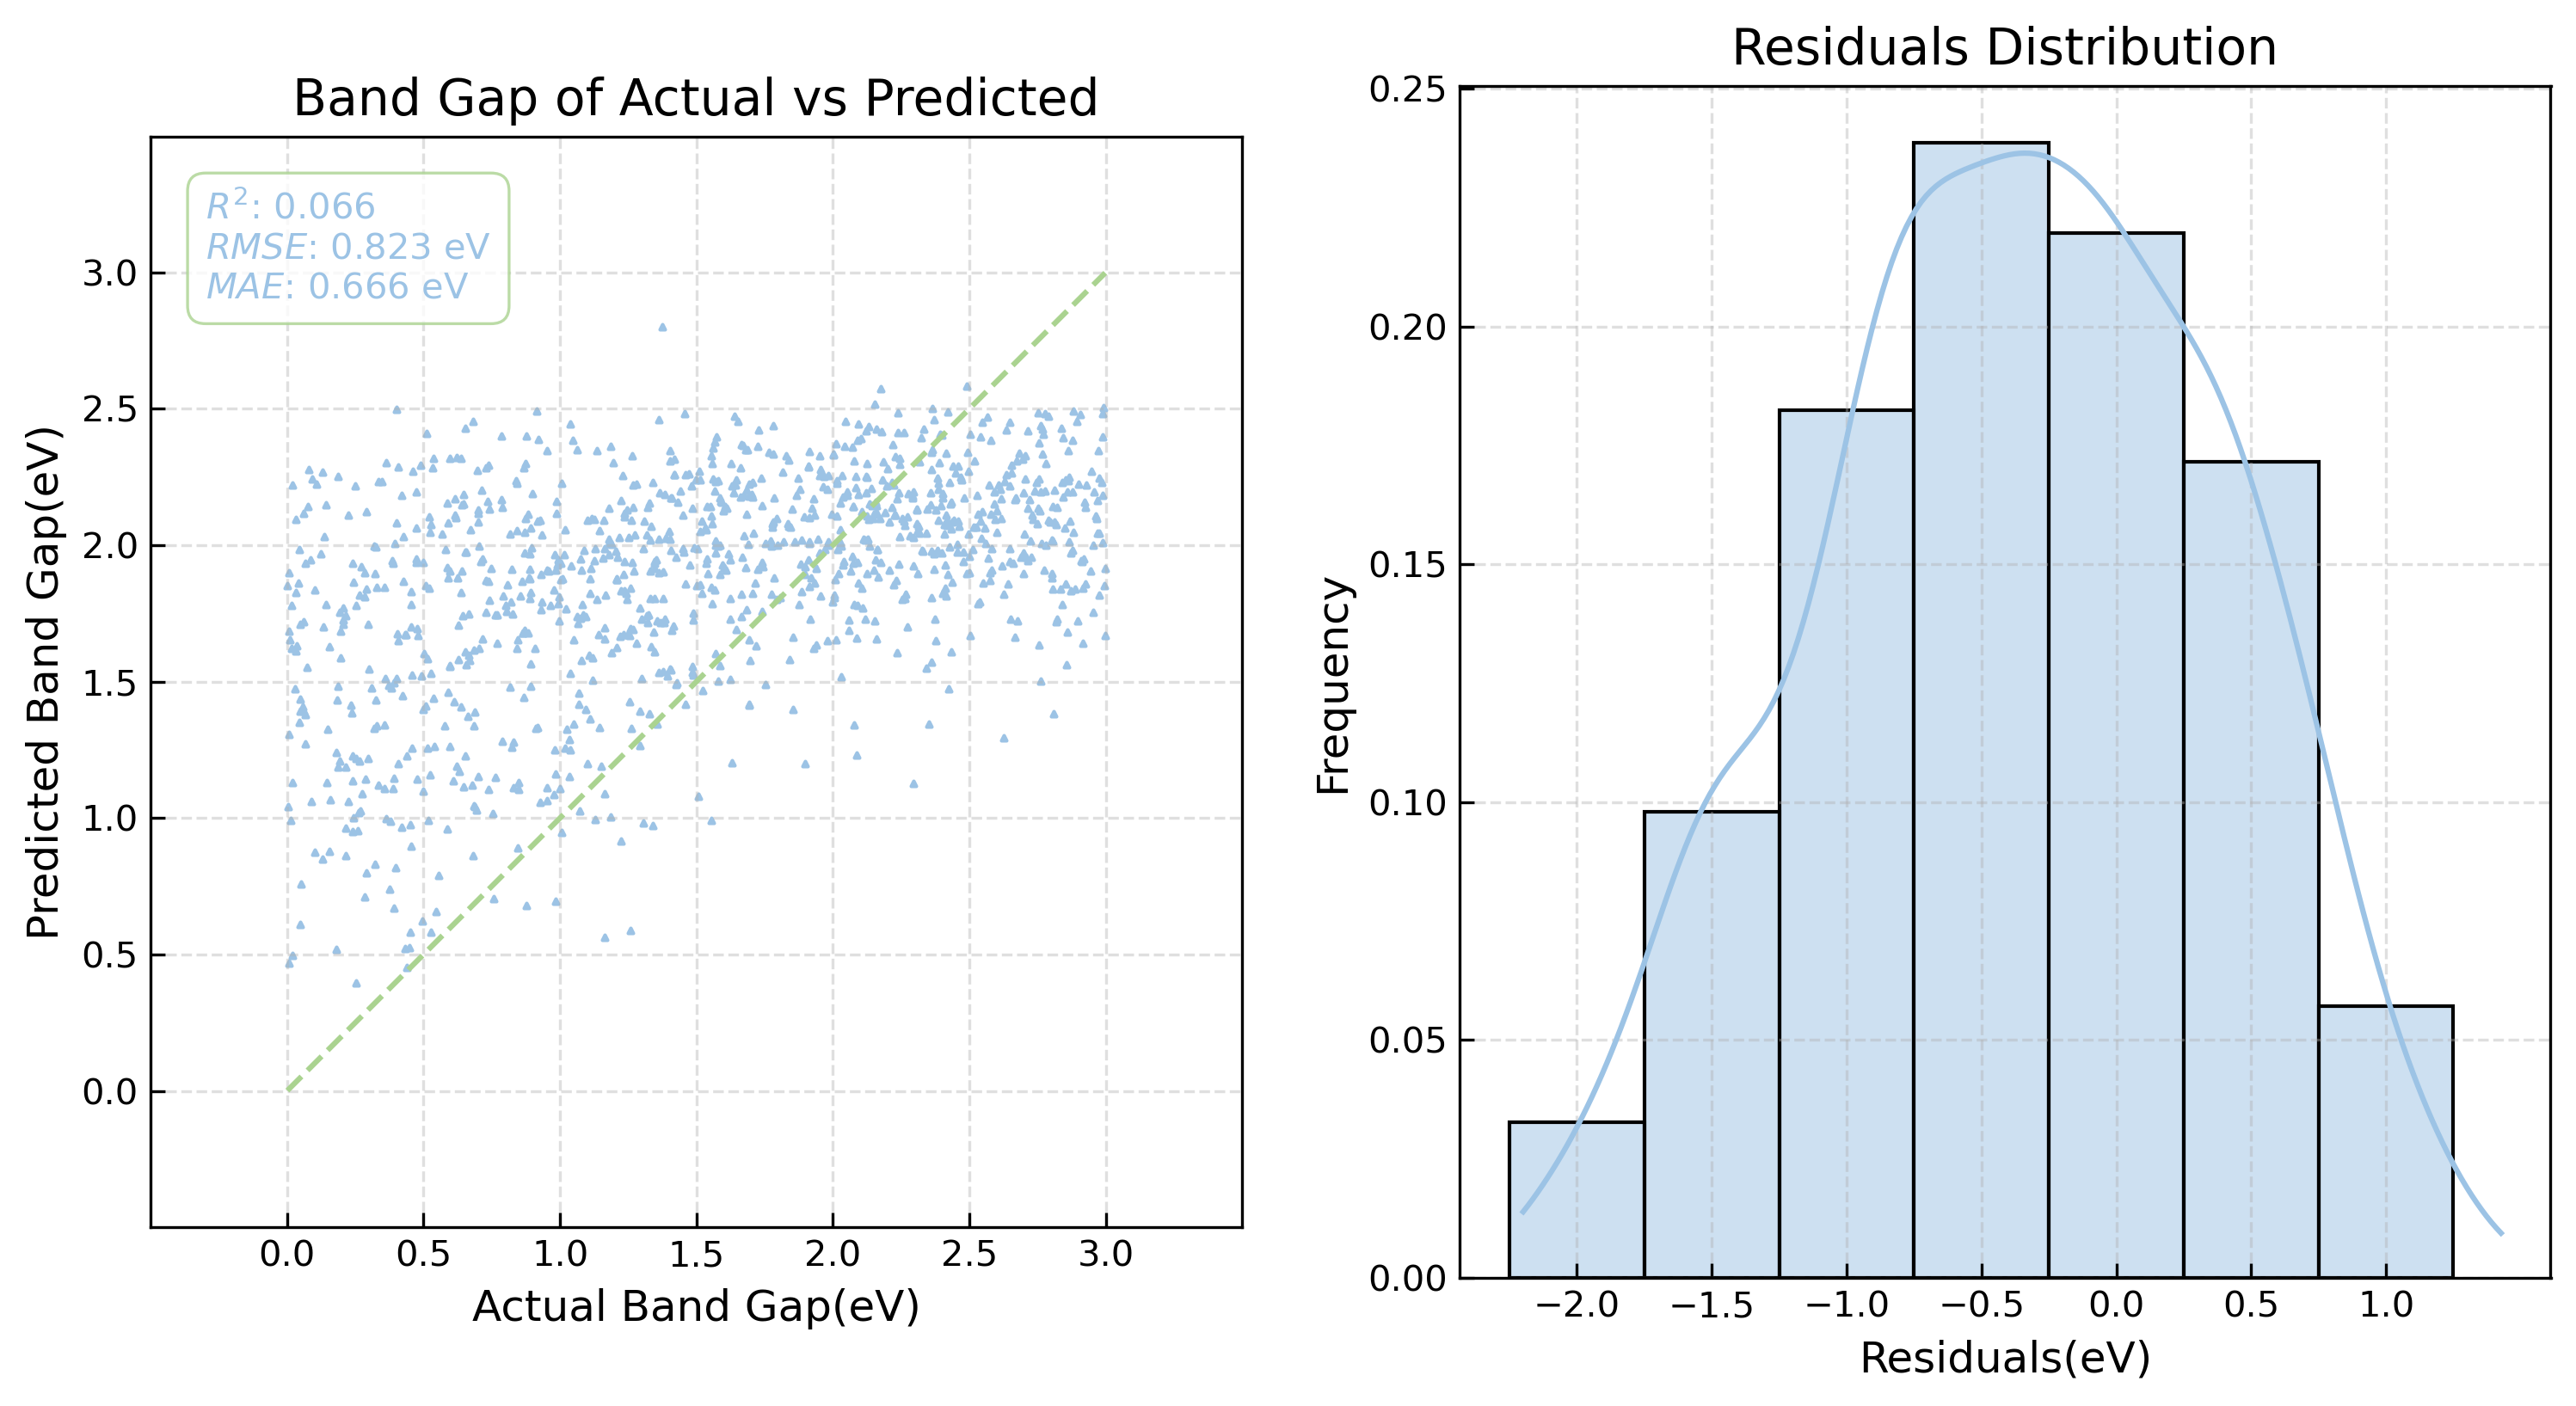 Band Gap of Actual vs Predicted
R²: 0.066
RMSE: 0.823 eV
MAE: 0.666 eV
3.0
2.5
2.0
1.5
1.0
0.5
0.0
Predicted Band Gap(eV)
0.0 0.5 1.0 1.5 2.0 2.5 3.0
Actual Band Gap(eV)
Residuals Distribution
0.25
0.20
0.15
0.10
0.05
0.00
Frequency
−2.0 −1.5 −1.0 −0.5 0.0 0.5 1.0
Residuals(eV)